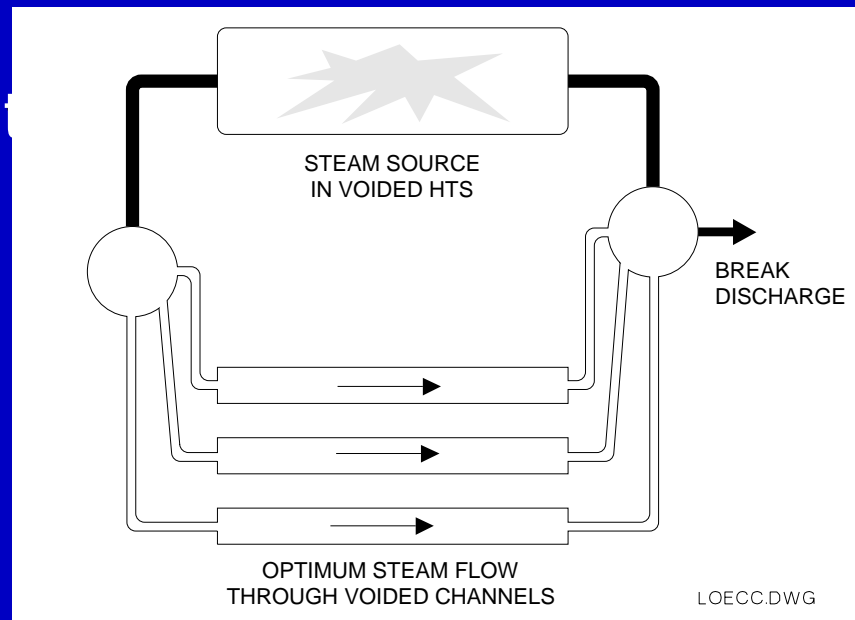 t
STEAM SOURCE
IN VOIDED HTS
BREAK
DISCHARGE
OPTIMUM STEAM FLOW
THROUGH VOIDED CHANNELS
LOECC.DWG